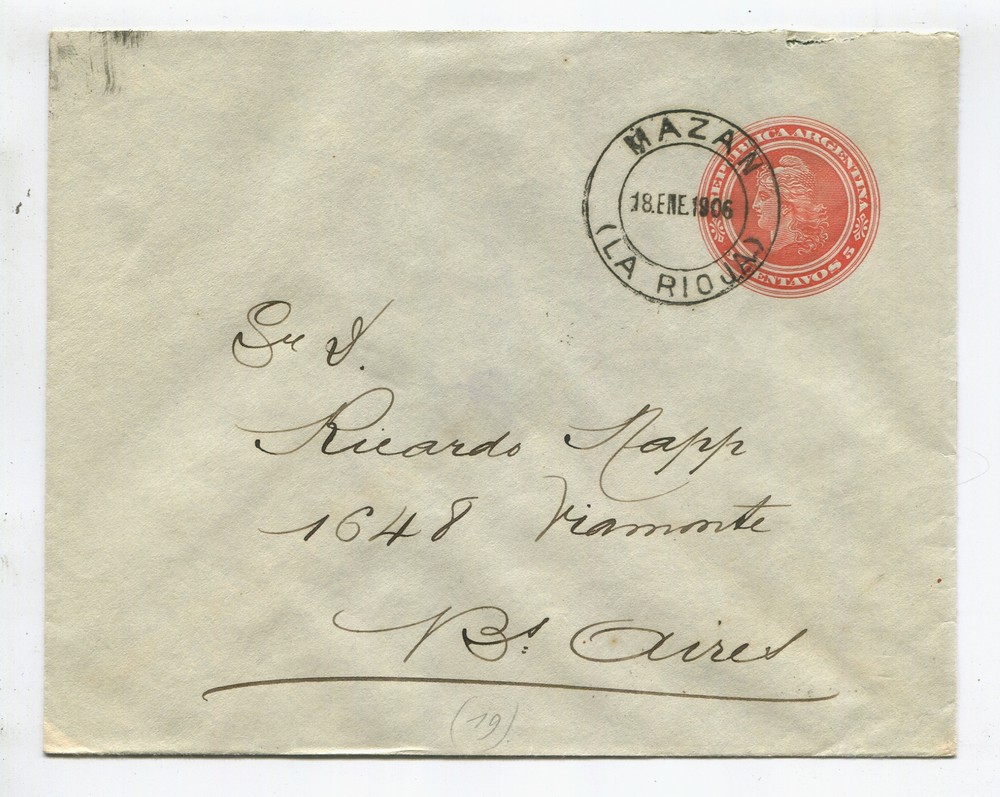 MAZAN
18.ENE.1906
(LA RIOJA)
REPUBLICA ARGENTINA
CENTAVOS 5
Sr D.
Ricardo Napp
1648 Viamonte
Bs Aires
(19)